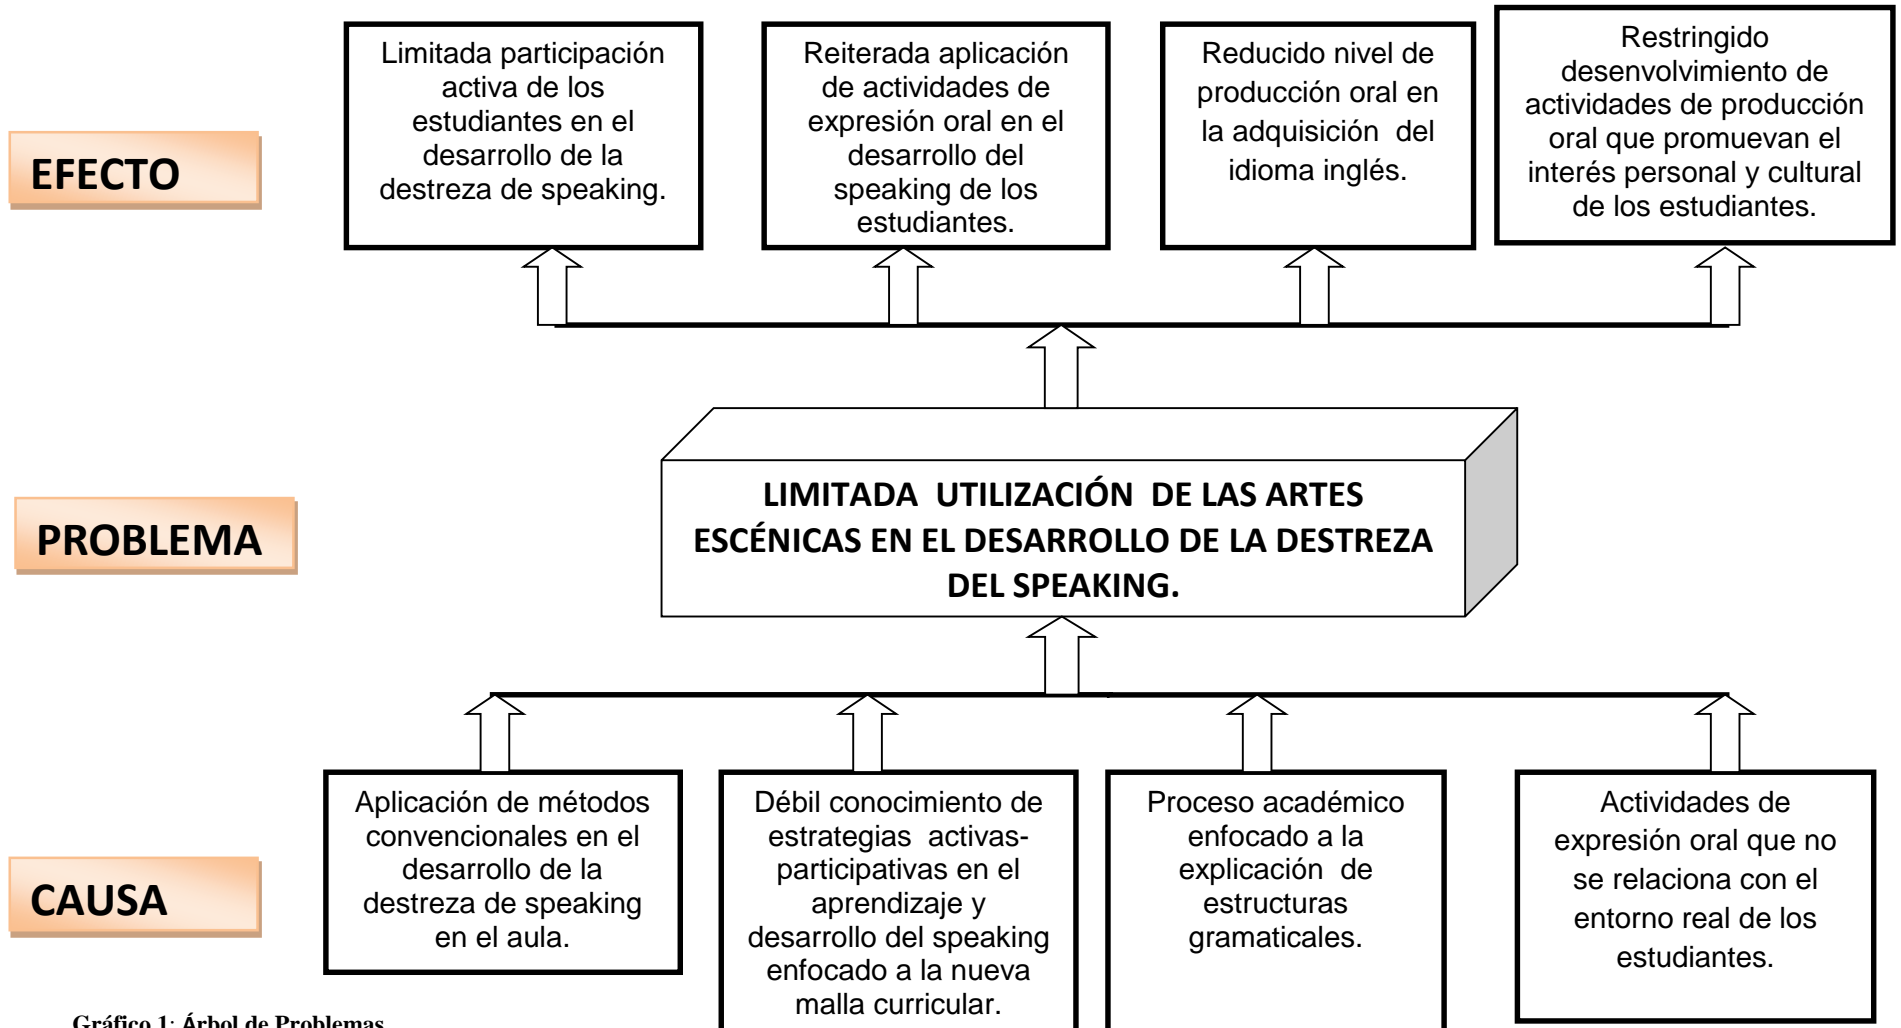 EFECTO
Limitada participación
activa de los
estudiantes en el
desarrollo de la
destreza de speaking.
Reiterada aplicación
de actividades de
expresión oral en el
desarrollo del
speaking de los
estudiantes.
Reducido nivel de
producción oral en
la adquisición  del
idioma inglés.
Restringido
desenvolvimiento de
actividades de producción
oral que promuevan el
interés personal y cultural
de los estudiantes.
PROBLEMA
LIMITADA  UTILIZACIÓN  DE LAS ARTES
ESCÉNICAS EN EL DESARROLLO DE LA DESTREZA
DEL SPEAKING.
CAUSA
Aplicación de métodos
convencionales en el
desarrollo de la
destreza de speaking
en el aula.
Débil conocimiento de
estrategias  activas-
participativas en el
aprendizaje y
desarrollo del speaking
enfocado a la nueva
malla curricular.
Proceso académico
enfocado a la
explicación  de
estructuras
gramaticales.
Actividades de
expresión oral que no
se relaciona con el
entorno real de los
estudiantes.
Gráfico 1: Árbol de Problemas